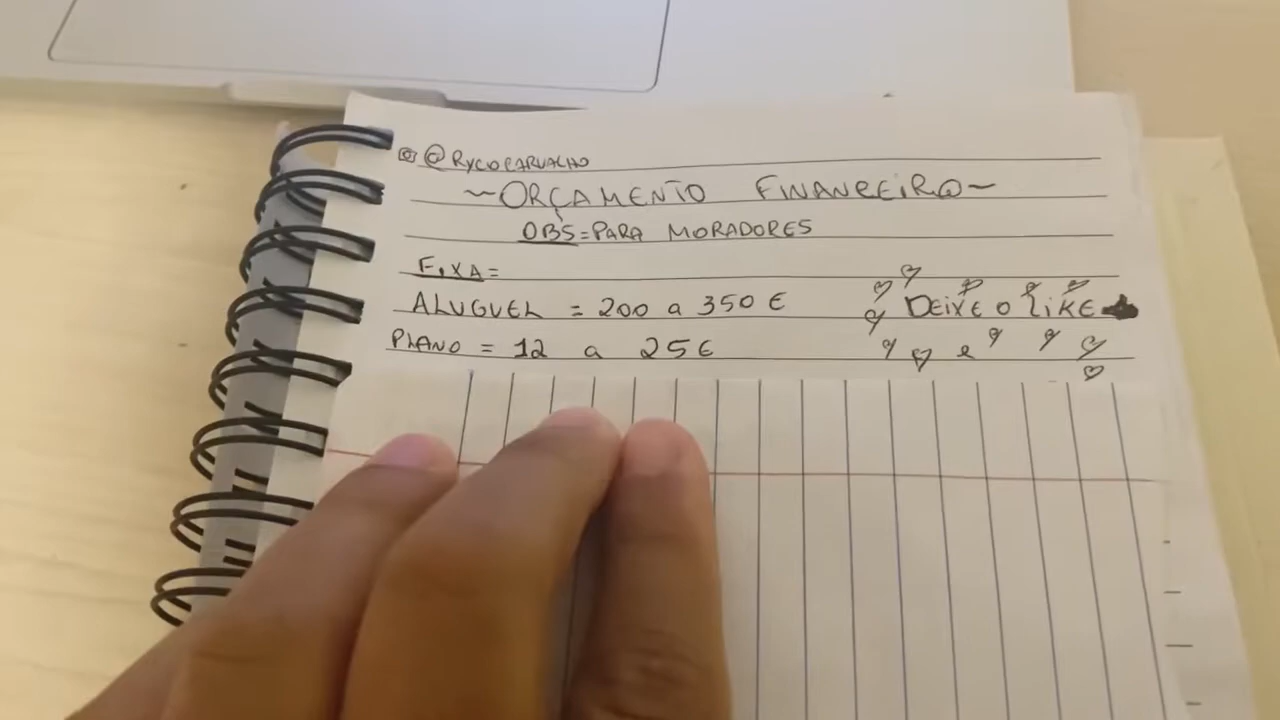 @RYCOCARVALHO
~ORÇAMENTO FINANCEIRO~
OBS=PARA MORADORES
FIXA=
ALUGUEL = 200 a 350 €
DEIXE O LIKE
PLANO = 12 a 25€